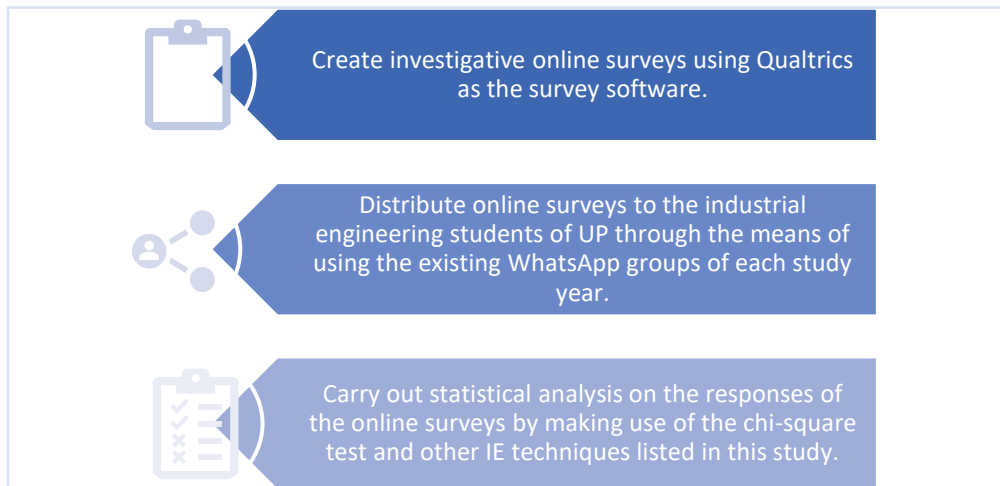 Create investigative online surveys using Qualtrics
as the survey software.
Distribute online surveys to the industrial
engineering students of UP through the means of
using the existing WhatsApp groups of each study
year.
Carry out statistical analysis on the responses of
the online surveys by making use of the chi-square
test and other IE techniques listed in this study.